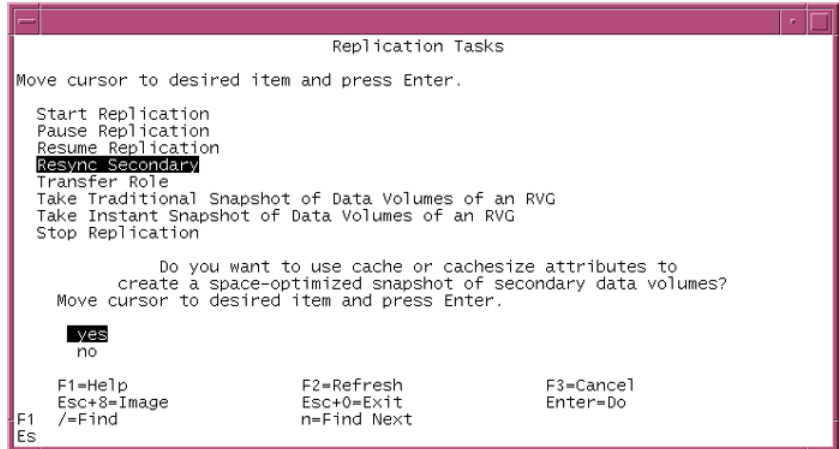 Replication Tasks
Move cursor to desired item and press Enter.
Start Replication
Pause Replication
Resume Replication
Resync Secondary
Transfer Role
Take Traditional Snapshot of Data Volumes of an RVG
Take Instant Snapshot of Data Volumes of an RVG
Stop Replication
Do you want to use cache or cachesize attributes to
create a space-optimized snapshot of secondary data volumes?
Move cursor to desired item and press Enter.
yes
no
F1=Help F2=Refresh F3=Cancel
Esc+8=Image Esc+0=Exit Enter=Do
F1 /=Find n=Find Next
Es